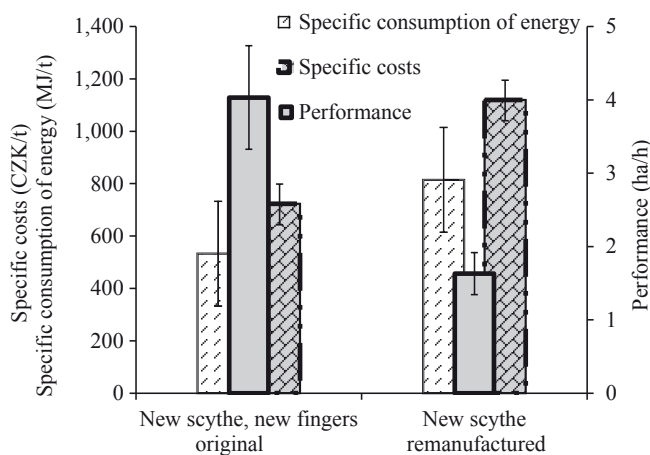 Specific costs (CZK/t)
Specific consumption of energy (MJ/t)
1,400
1,200
1,000
800
600
400
200
0
Specific consumption of energy
Specific costs
Performance
5
4
3
2
1
0
Performance (ha/h)
New scythe, new fingers
original
New scythe
remanufactured